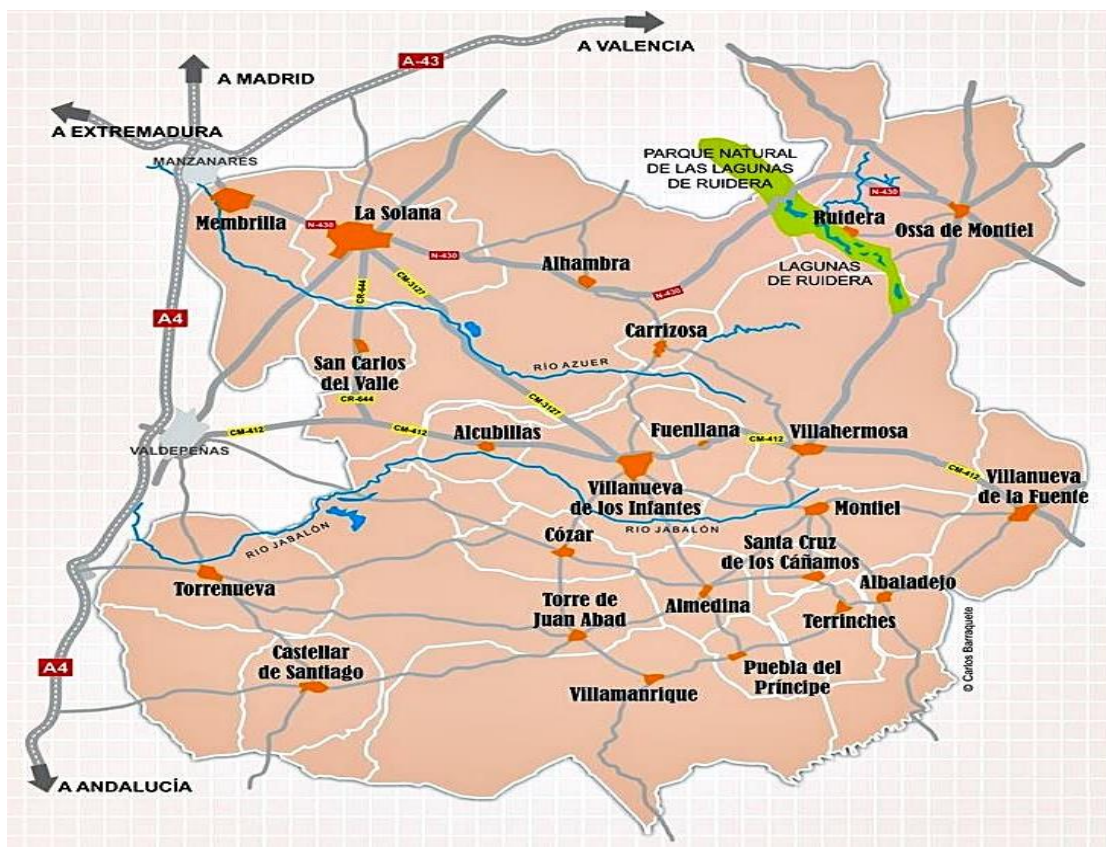 A VALENCIA
A-43
A MADRID
A EXTREMADURA
MANZANARES
PARQUE NATURAL
DE LAS LAGUNAS
DE RUIDERA
N-430
Membrilla
La Solana
N-430
Ruidera
Ossa de Montiel
N-430
Alhambra
LAGUNAS
DE RUIDERA
CR-644
CM-3127
N-430
A4
Carrizosa
San Carlos
del Valle
RÍO AZUER
CR-644
CM-3127
CM-412
CM-412
Alcubillas
Fuenllana
CM-412
Villahermosa
VALDEPEÑAS
CM-412
Villanueva
de la Fuente
Villanueva
de los Infantes
Montiel
RIO JABALÓN
RIO JABALÓN
Cózar
Santa Cruz
de los Cáñamos
Torrenueva
Albaladejo
Torre de
Juan Abad
Almedina
Terrinches
A4
Castellar
de Santiago
Villamanrique
Puebla del
Príncipe
© Carlos Barraquete
A ANDALUCÍA